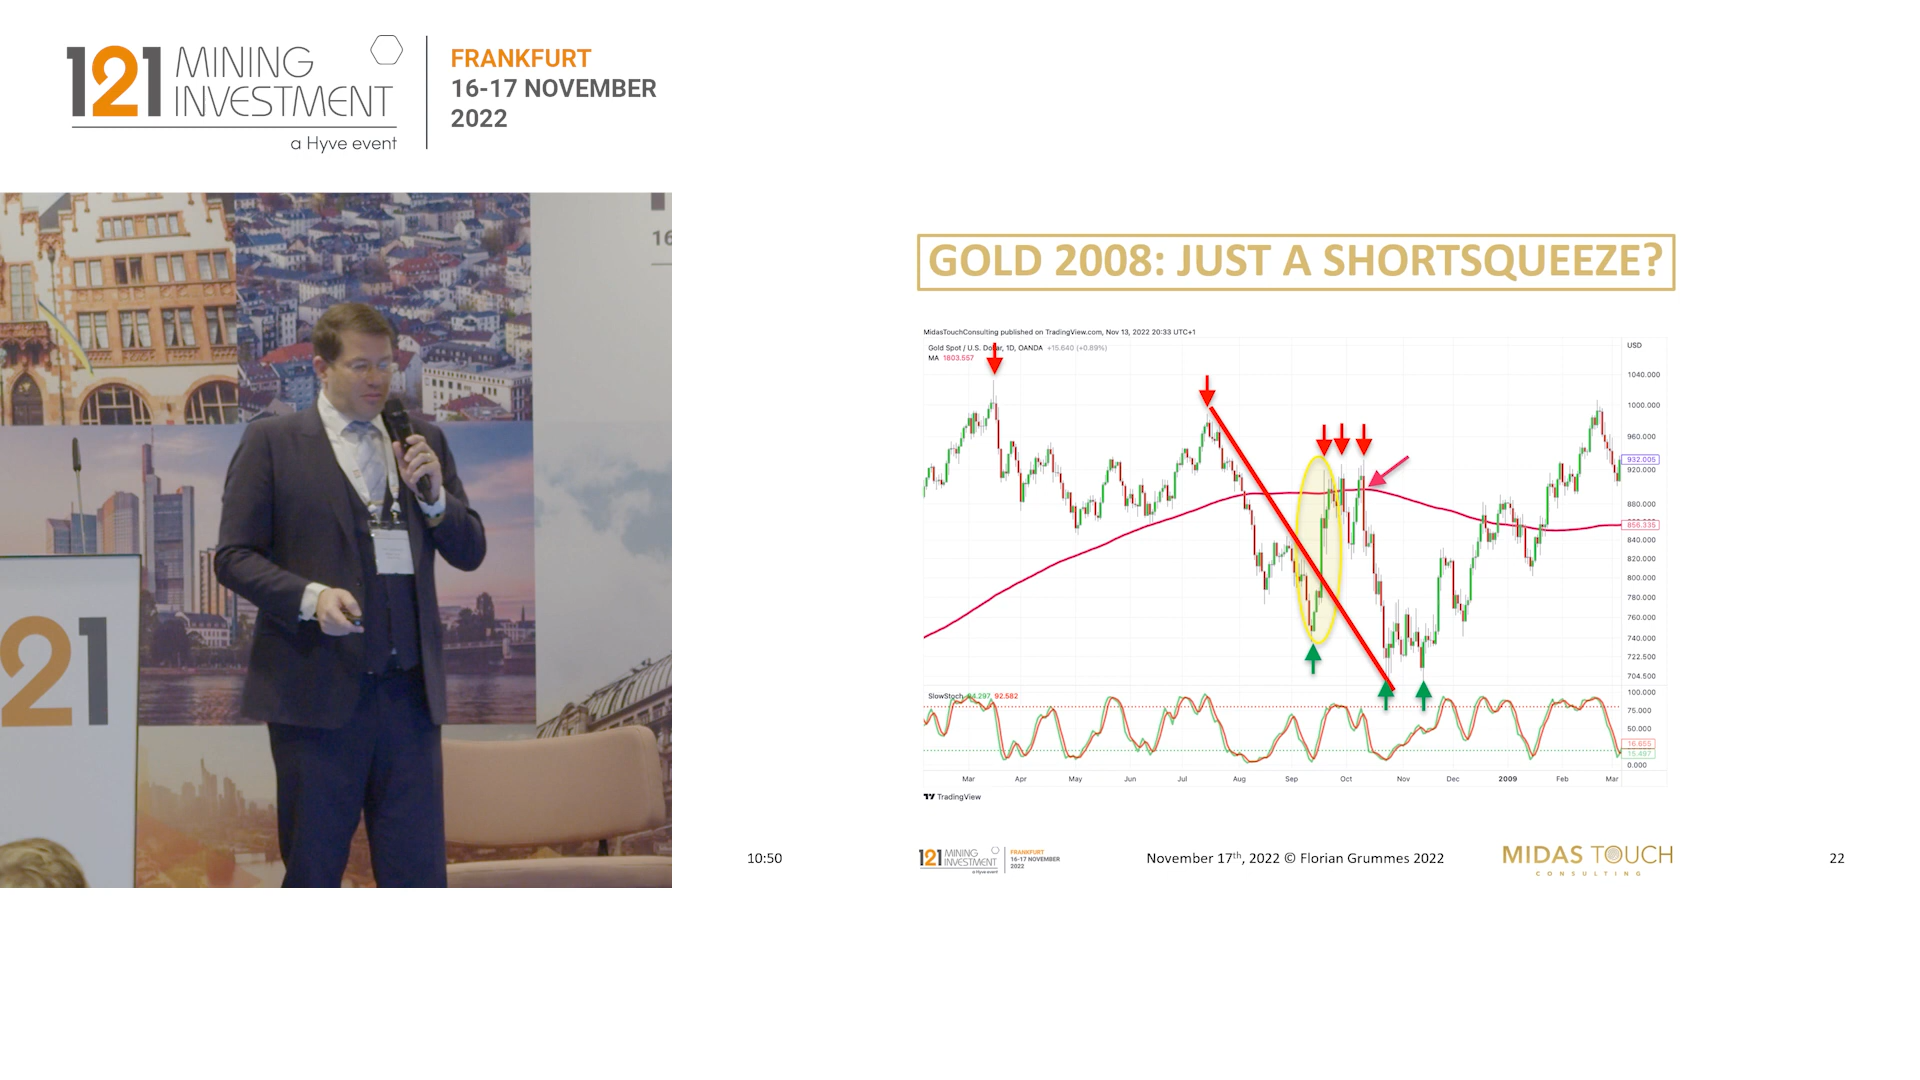 121 MINING
INVESTMENT
a Hyve event
FRANKFURT
16-17 NOVEMBER
2022
16
21
GOLD 2008: JUST A SHORTSQUEEZE?
MidasTouchConsulting published on TradingView.com, Nov 13, 2022 20:33 UTC+1
Gold Spot / U.S. Dollar, 1D, OANDA +15.640 (+0.89%)
MA 1803.557
USD
1040.000
1000.000
960.000
932.005
920.000
880.000
856.335
840.000
820.000
800.000
780.000
760.000
740.000
722.500
704.500
SlowStoch 84.297 92.582
100.000
75.000
50.000
16.655
15.497
0.000
Mar Apr May Jun Jul Aug Sep Oct Nov Dec 2009 Feb Mar
TradingView
10:50
121 MINING
INVESTMENT
a Hyve event
FRANKFURT
16-17 NOVEMBER
2022
November 17th, 2022 © Florian Grummes 2022
MIDAS TOUCH
CONSULTING
22